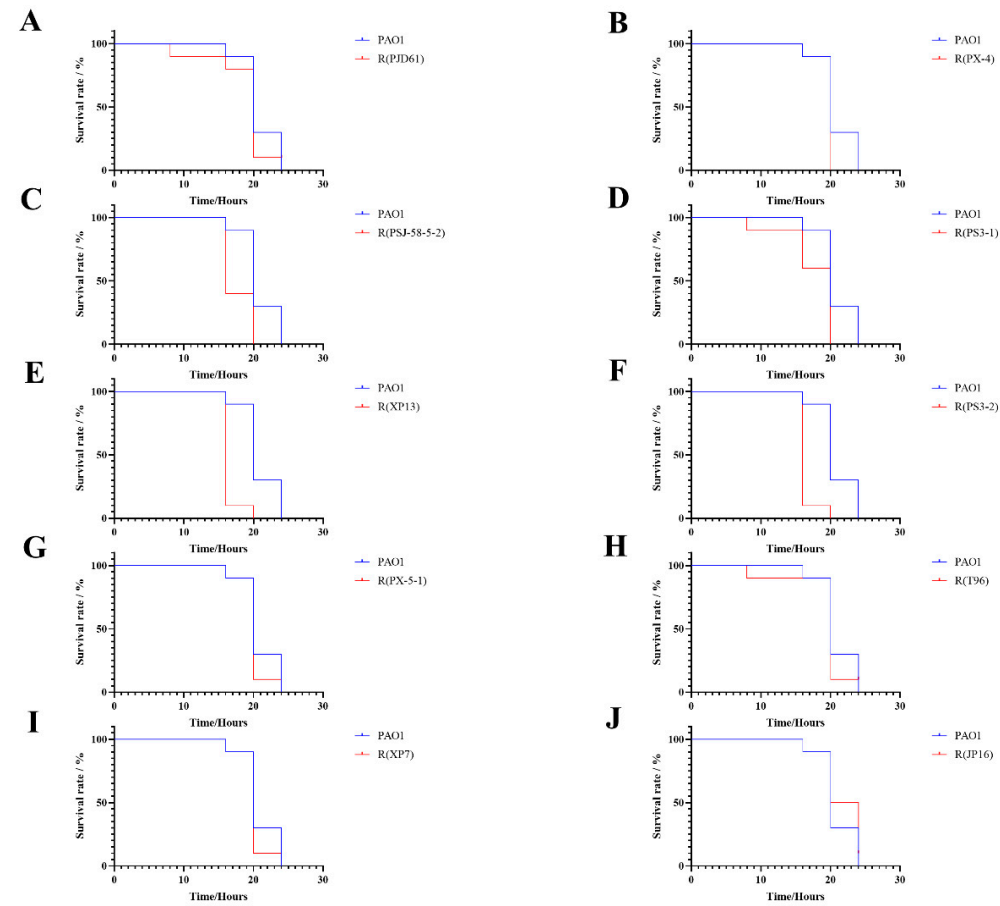 A
PAO1
R(PJD61)
Survival rate / %
100
50
0
0 10 20 30
Time/Hours
B
PAO1
R(PX-4)
Survival rate / %
100
50
0
0 10 20 30
Time/Hours
C
PAO1
R(PSJ-58-5-2)
Survival rate / %
100
50
0
0 10 20 30
Time/Hours
D
PAO1
R(PS3-1)
Survival rate / %
100
50
0
0 10 20 30
Time/Hours
E
PAO1
R(XP13)
Survival rate / %
100
50
0
0 10 20 30
Time/Hours
F
PAO1
R(PS3-2)
Survival rate / %
100
50
0
0 10 20 30
Time/Hours
G
PAO1
R(PX-5-1)
Survival rate / %
100
50
0
0 10 20 30
Time/Hours
H
PAO1
R(T96)
Survival rate / %
100
50
0
0 10 20 30
Time/Hours
I
PAO1
R(XP7)
Survival rate / %
100
50
0
0 10 20 30
Time/Hours
J
PAO1
R(JP16)
Survival rate / %
100
50
0
0 10 20 30
Time/Hours